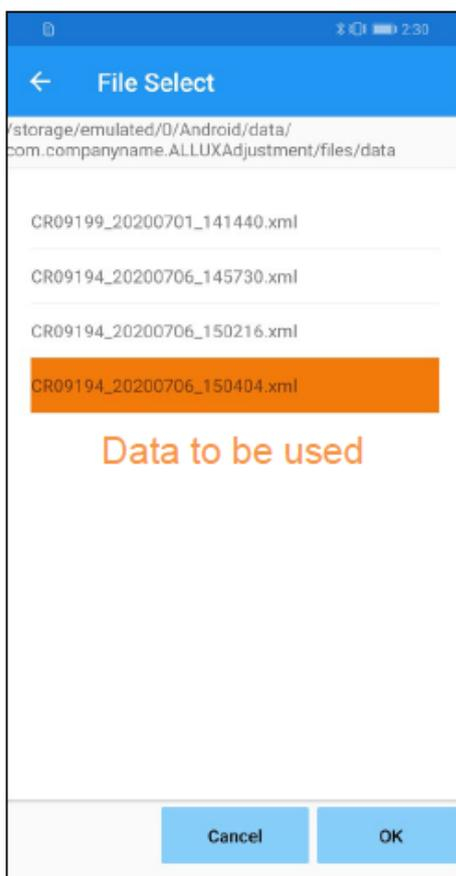 2:30
File Select
/storage/emulated/0/Android/data/
com.companyname.ALLUXAdjustment/files/data
CR09199_20200701_141440.xml
CR09194_20200706_145730.xml
CR09194_20200706_150216.xml
CR09194_20200706_150404.xml
Data to be used
Cancel OK